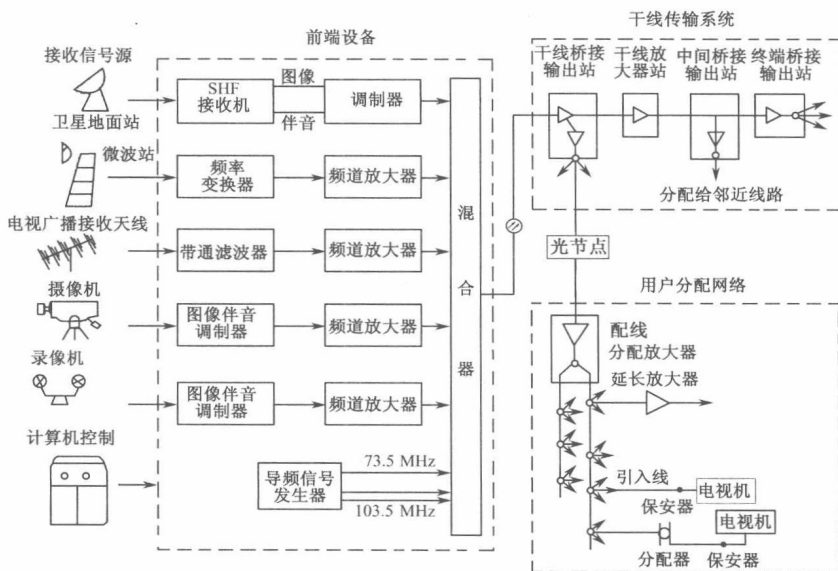 干线传输系统
前端设备
接收信号源
卫星地面站
微波站
电视广播接收天线
摄像机
录像机
计算机控制
SHF
接收机
图像
伴音
调制器
频率
变换器
频道放大器
带通滤波器
频道放大器
图像伴音
调制器
频道放大器
图像伴音
调制器
频道放大器
导频信号
发生器
73.5 MHz
103.5 MHz
混
合
器
干线桥接
输出站
干线放
大器站
中间桥接
输出站
终端桥接
输出站
分配给邻近线路
光节点
用户分配网络
配线
分配放大器
延长放大器
引入线
保安器
电视机
电视机
分配器
保安器